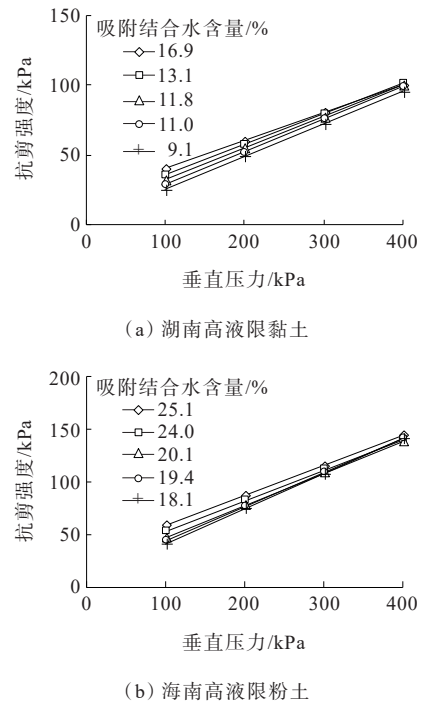 吸附结合水含量/%
16.9
13.1
11.8
11.0
9.1
抗剪强度/kPa
150
100
50
0
0 100 200 300 400
垂直压力/kPa
(a)湖南高液限黏土
吸附结合水含量/%
25.1
24.0
20.1
19.4
18.1
抗剪强度/kPa
200
150
100
50
0
0 100 200 300 400
垂直压力/kPa
(b)海南高液限粉土